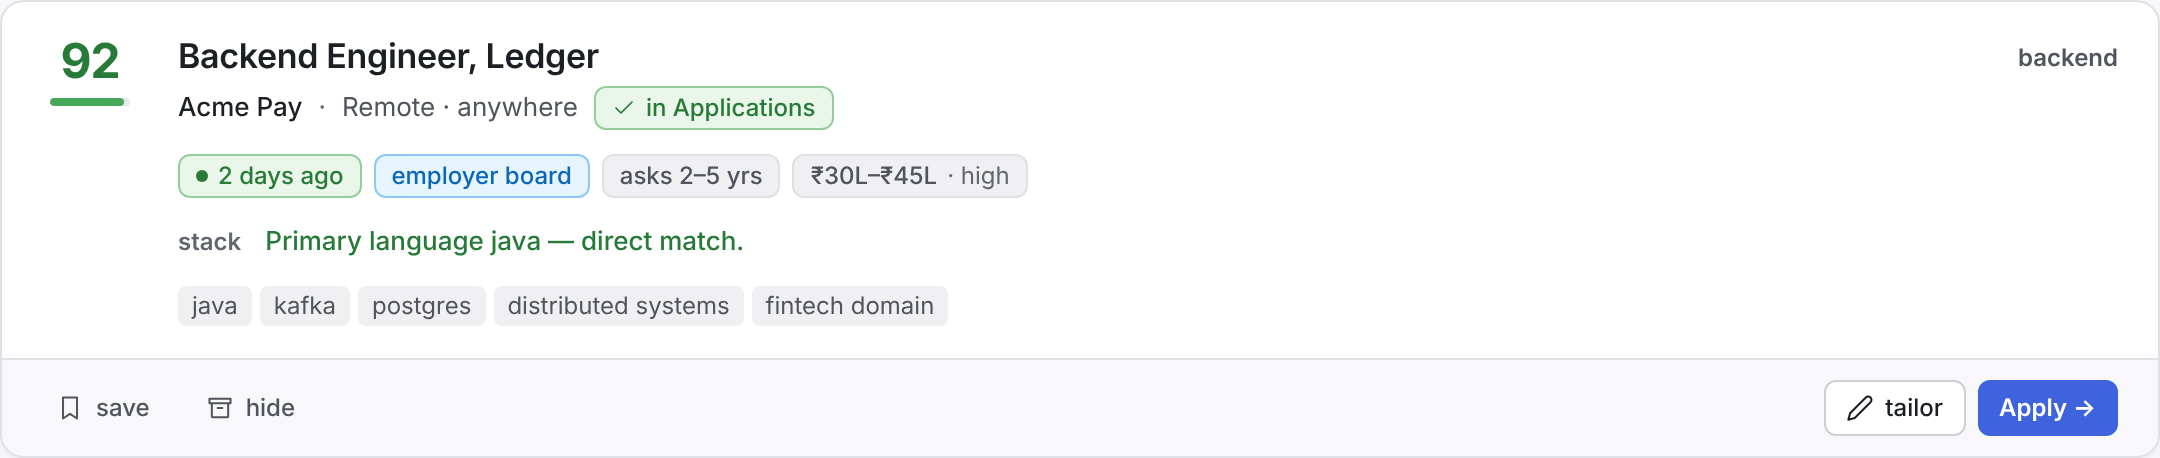 92 Backend Engineer, Ledger backend
Acme Pay · Remote · anywhere ✓ in Applications
● 2 days ago employer board asks 2–5 yrs ₹30L–₹45L · high
stack Primary language java — direct match.
java kafka postgres distributed systems fintech domain
save hide tailor Apply →